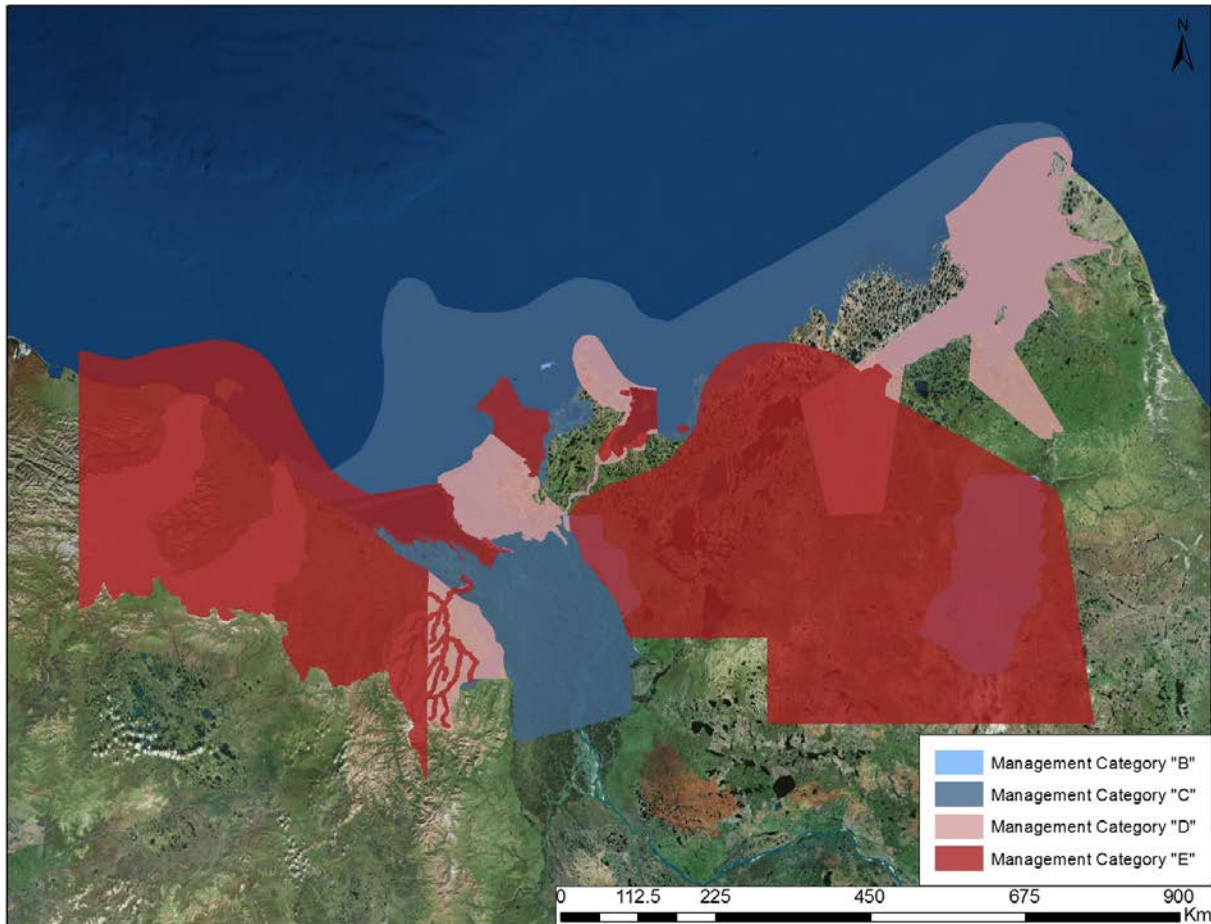 N
Management Category "B"
Management Category "C"
Management Category "D"
Management Category "E"
0 112.5 225 450 675 900
Km